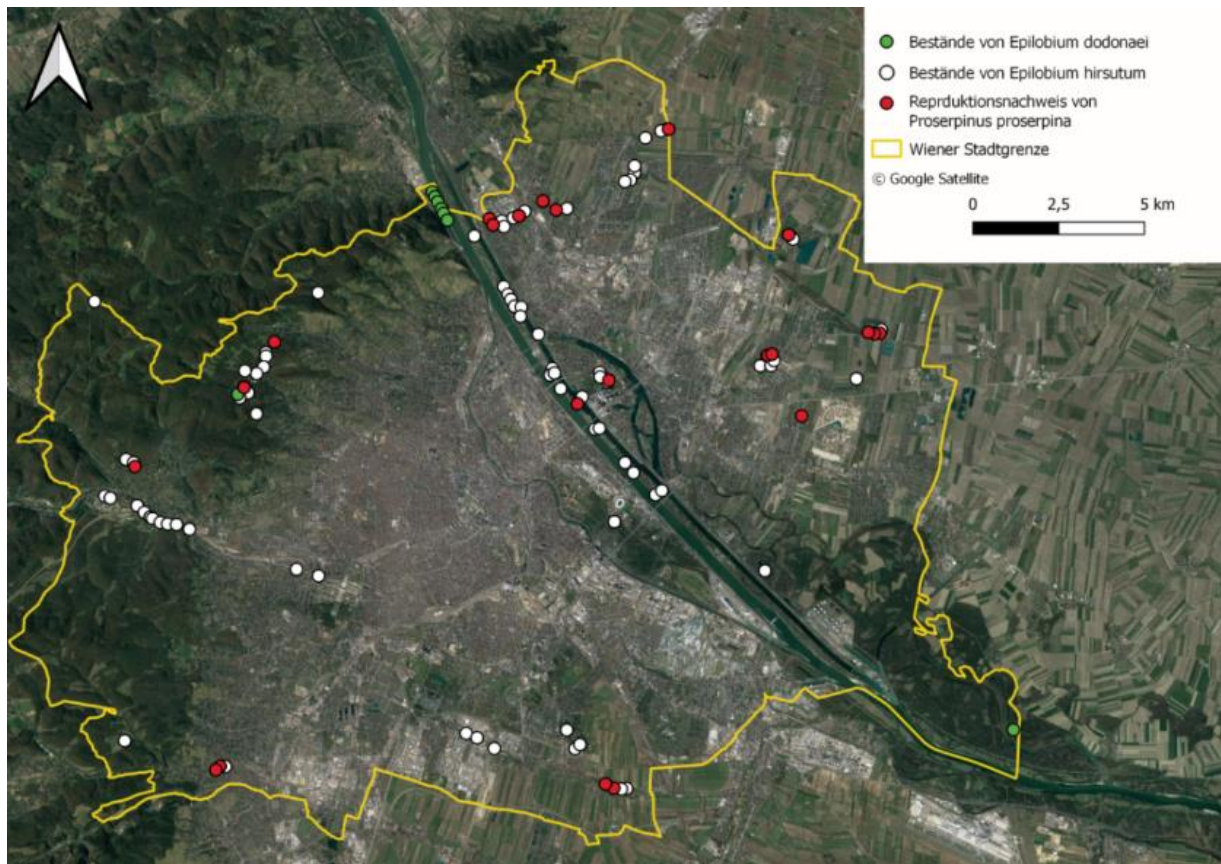 Bestände von Epilobium dodonaei
Bestände von Epilobium hirsutum
Reprduktionsnachweis von
Proserpinus proserpina
Wiener Stadtgrenze
© Google Satellite
0 2,5 5 km